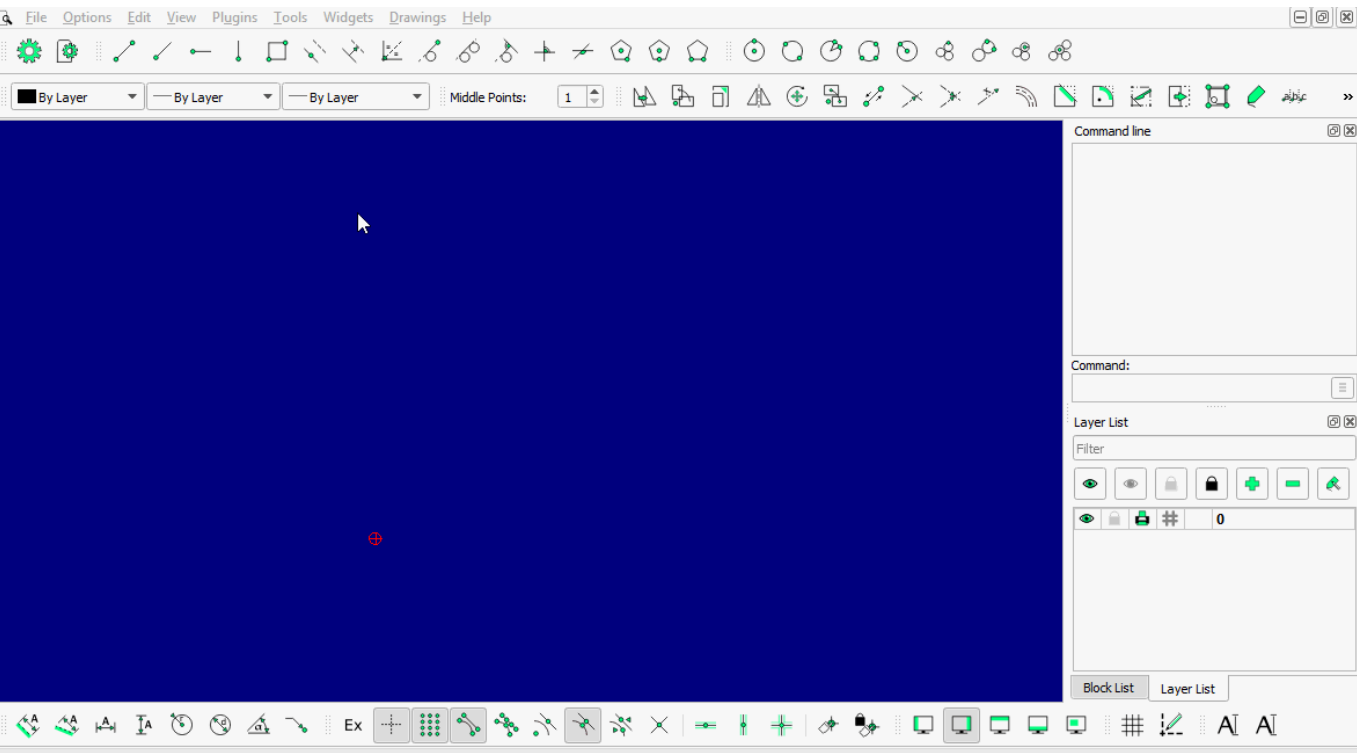 File Options Edit View Plugins Tools Widgets Drawings Help
By Layer By Layer By Layer Middle Points: 1 abc »
Command line
Command:
Layer List
Filter
0
Block List Layer List
A A A A r d α Ex A A